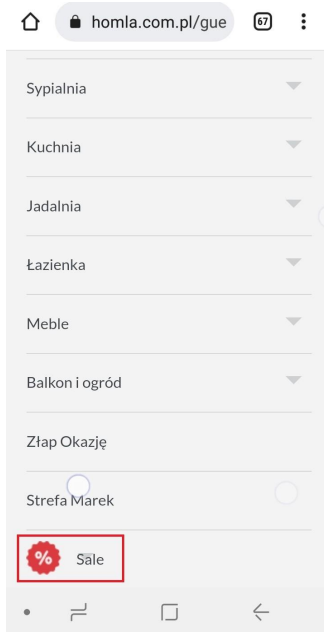 homla.com.pl/gue
67
Sypialnia
Kuchnia
Jadalnia
Łazienka
Meble
Balkon i ogród
Złap Okazję
Strefa Marek
% Sale